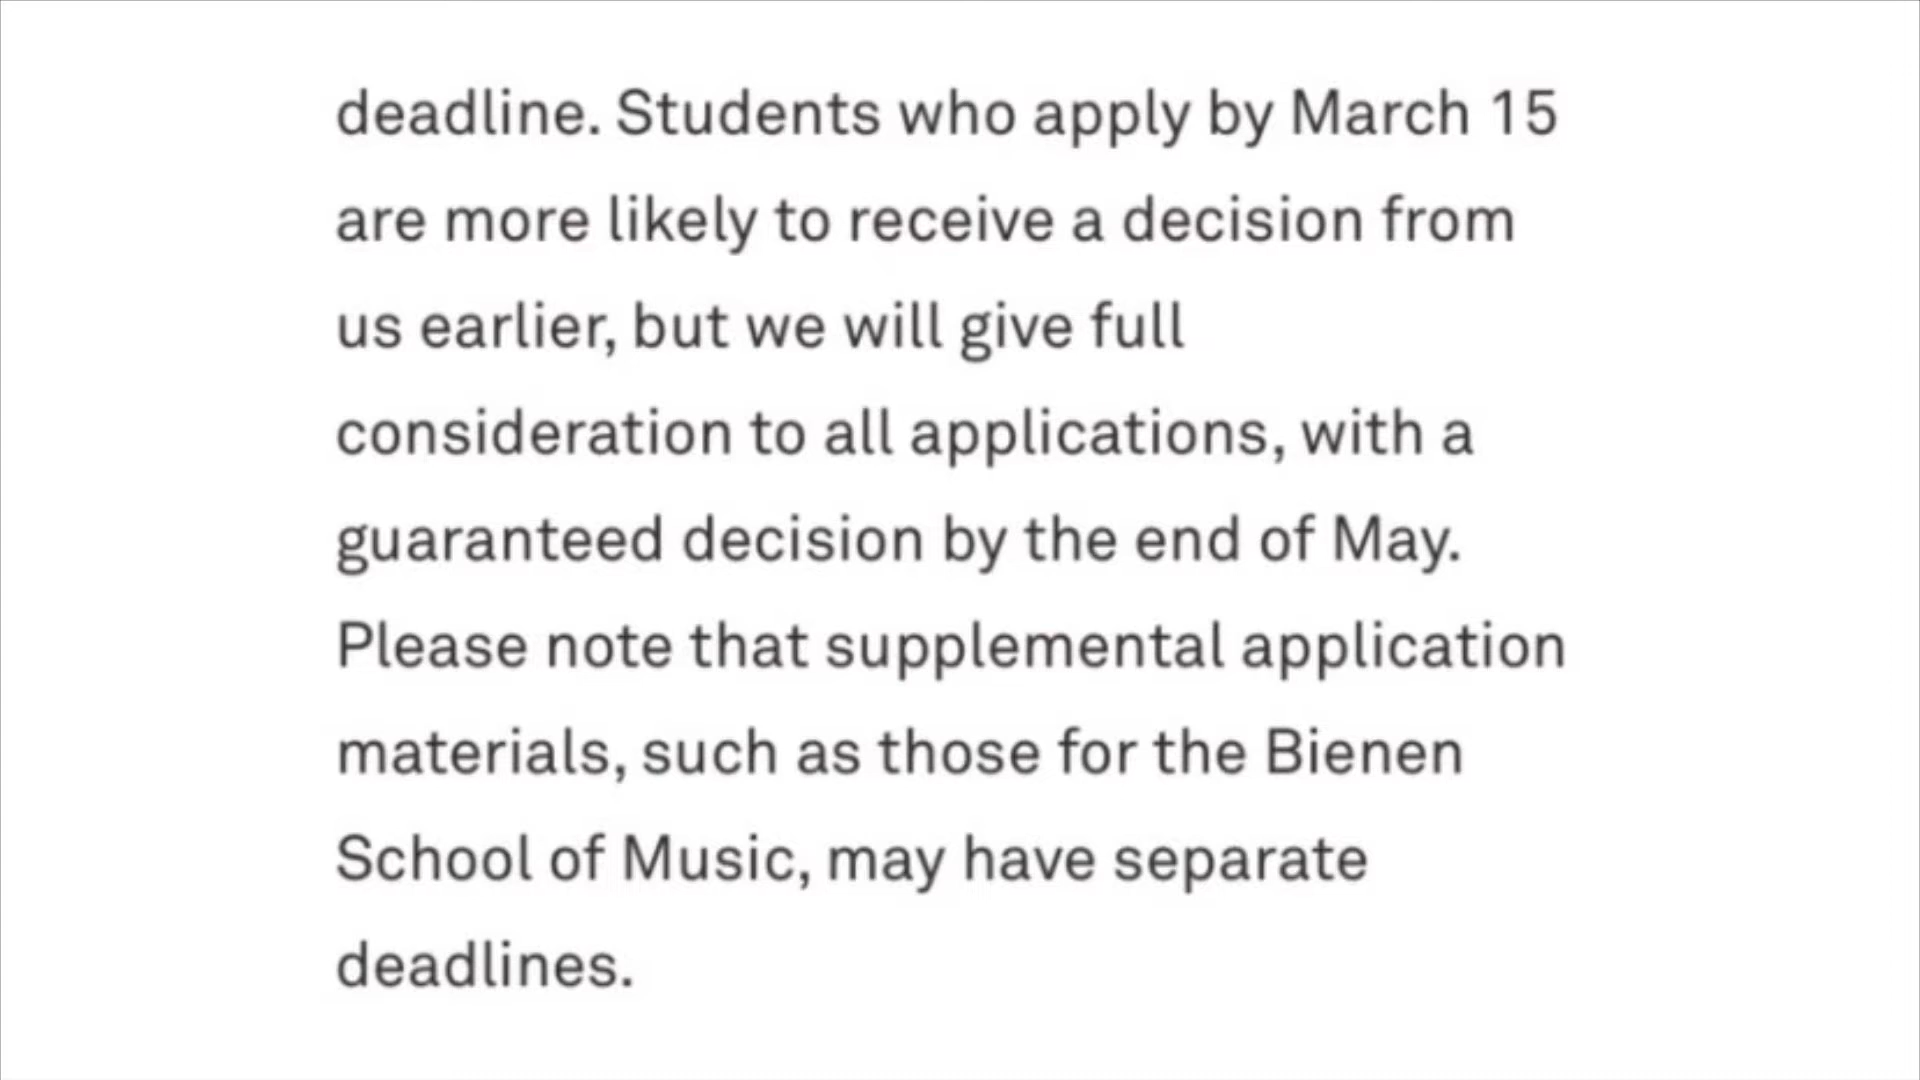 deadline. Students who apply by March 15
are more likely to receive a decision from
us earlier, but we will give full
consideration to all applications, with a
guaranteed decision by the end of May.
Please note that supplemental application
materials, such as those for the Bienen
School of Music, may have separate
deadlines.